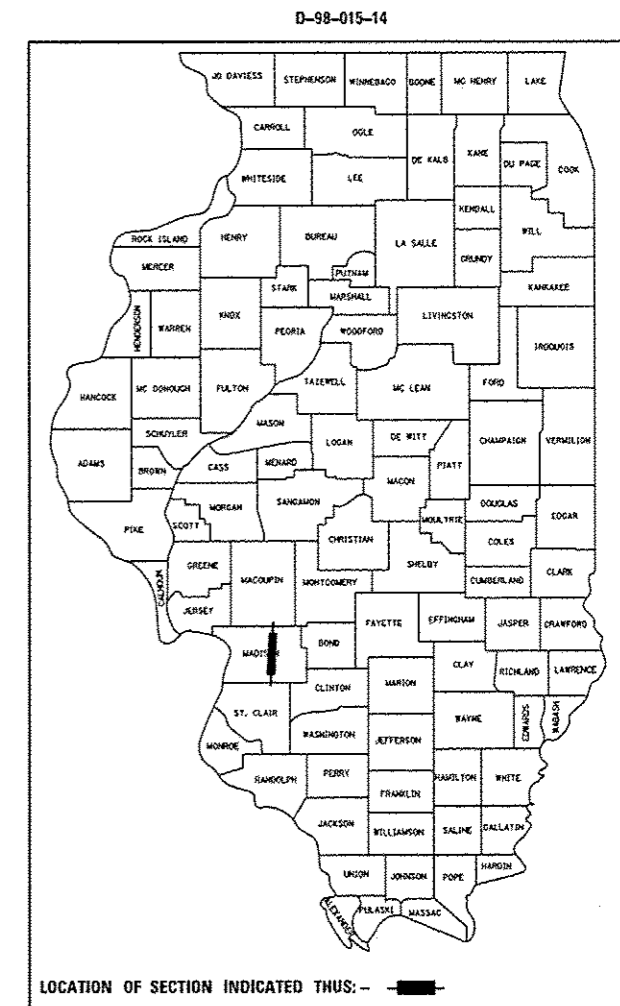 D-98-015-14
JO DAVIESS STEPHENSON WINNEBAGO BOONE MC HENRY LAKE
CARROLL OGLE DE KALB KANE DU PAGE COOK
WHITESIDE LEE
KENDALL WILL
ROCK ISLAND HENRY BUREAU LA SALLE GRUNDY
MERCER PUTNAM KANKAKEE
STARK MARSHALL
HENDERSON WARREN KNOX PEORIA WOODFORD LIVINGSTON IROQUOIS
HANCOCK MC DONOUGH FULTON TAZEWELL MC LEAN FORD
MASON
SCHUYLER LOGAN DE WITT CHAMPAIGN VERMILION
ADAMS BROWN CASS MENARD MACON PIATT
MORGAN SANGAMON DOUGLAS EDGAR
PIKE SCOTT CHRISTIAN MOULTRIE COLES
GREENE SHELBY CUMBERLAND CLARK
CALHOUN MACOUPIN MONTGOMERY
JERSEY FAYETTE EFFINGHAM JASPER CRAWFORD
MADISON BOND
CLAY RICHLAND LAWRENCE
CLINTON MARION
ST. CLAIR WAYNE EDWARDS WABASH
WASHINGTON JEFFERSON
MONROE
RANDOLPH PERRY HAMILTON WHITE
FRANKLIN
JACKSON WILLIAMSON SALINE GALLATIN
UNION JOHNSON POPE HARDIN
ALEXANDER PULASKI MASSAC
LOCATION OF SECTION INDICATED THUS: -